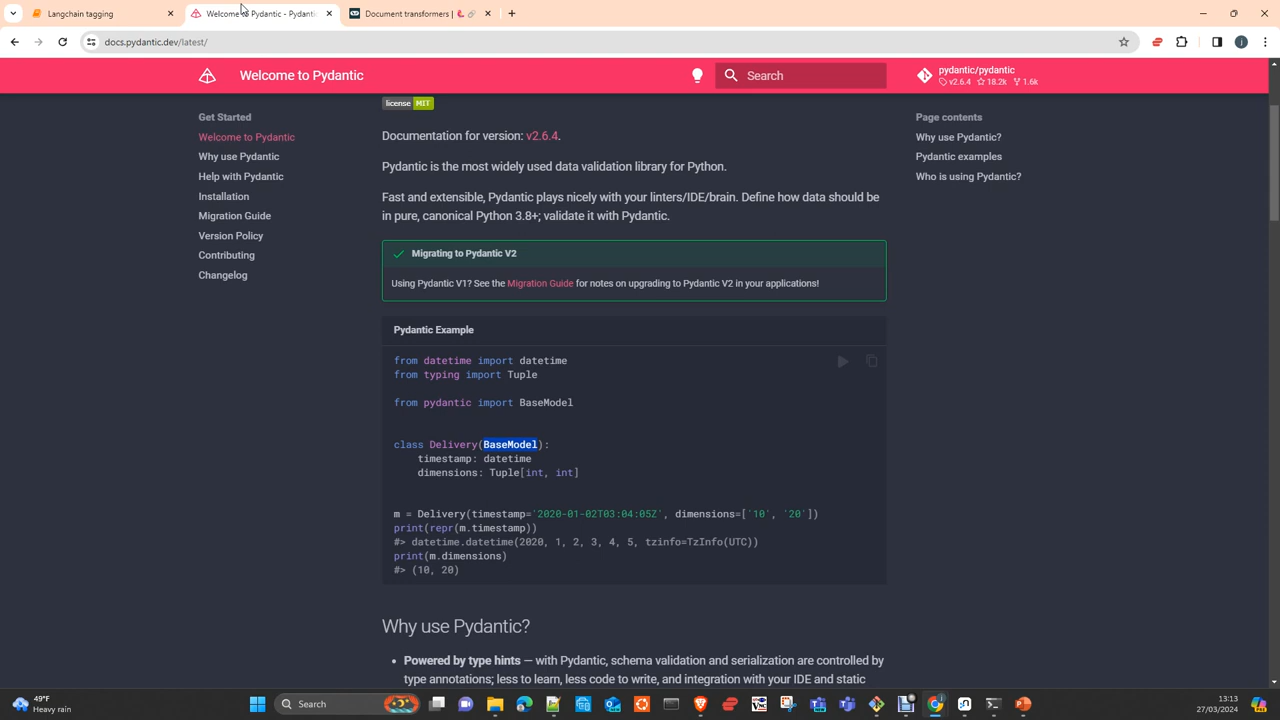 Langchain tagging
Welcome to Pydantic - Pydantic
Document transformers |
docs.pydantic.dev/latest/
Welcome to Pydantic
Search
pydantic/pydantic
v2.6.4 18.2k 1.6k
Get Started
Welcome to Pydantic
Why use Pydantic
Help with Pydantic
Installation
Migration Guide
Version Policy
Contributing
Changelog
license MIT
Documentation for version: v2.6.4.
Pydantic is the most widely used data validation library for Python.
Fast and extensible, Pydantic plays nicely with your linters/IDE/brain. Define how data should be
in pure, canonical Python 3.8+; validate it with Pydantic.
Migrating to Pydantic V2
Using Pydantic V1? See the Migration Guide for notes on upgrading to Pydantic V2 in your applications!
Pydantic Example
from datetime import datetime
from typing import Tuple
from pydantic import BaseModel
class Delivery(BaseModel):
timestamp: datetime
dimensions: Tuple[int, int]
m = Delivery(timestamp='2020-01-02T03:04:05Z', dimensions=['10', '20'])
print(repr(m.timestamp))
#> datetime.datetime(2020, 1, 2, 3, 4, 5, tzinfo=TzInfo(UTC))
print(m.dimensions)
#> (10, 20)
Why use Pydantic?
Powered by type hints — with Pydantic, schema validation and serialization are controlled by
type annotations; less to learn, less code to write, and integration with your IDE and static
Page contents
Why use Pydantic?
Pydantic examples
Who is using Pydantic?
49°F
Heavy rain
Search
13:13
27/03/2024